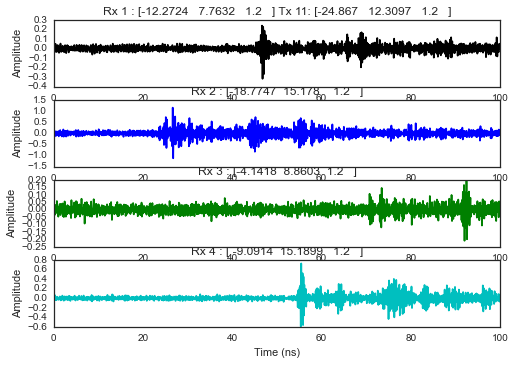 Rx 1 : [-12.2724 7.7632 1.2 ] Tx 11: [-24.867 12.3097 1.2 ]
0.3
0.2
0.1
0.0
−0.1
−0.2
−0.3
−0.4
Amplitude
0 20 40 60 80 100
Rx 2 : [-18.7747 15.178 1.2 ]
1.5
1.0
0.5
0.0
−0.5
−1.0
−1.5
Amplitude
0 20 40 60 80 100
Rx 3 : [-4.1418 8.8603 1.2 ]
0.20
0.15
0.10
0.05
0.00
−0.05
−0.10
−0.15
−0.20
−0.25
Amplitude
0 20 40 60 80 100
Rx 4 : [-9.0914 15.1899 1.2 ]
0.8
0.6
0.4
0.2
0.0
−0.2
−0.4
−0.6
Amplitude
0 20 40 60 80 100
Time (ns)